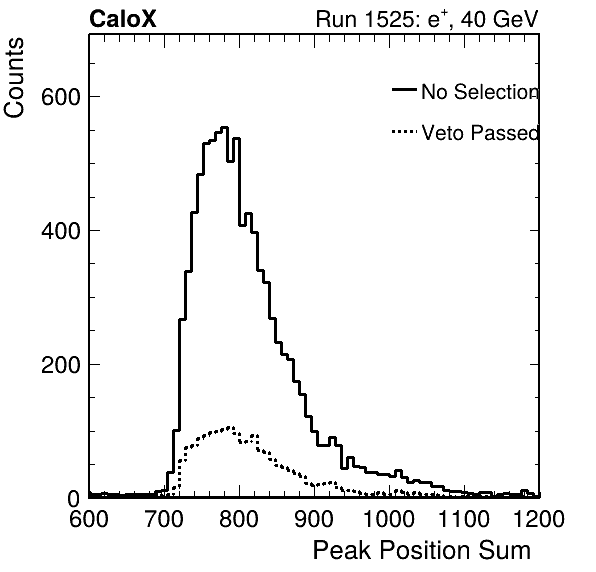 CaloX Run 1525: e⁺, 40 GeV
Counts
No Selection
Veto Passed
600
400
200
0
600 700 800 900 1000 1100 1200
Peak Position Sum